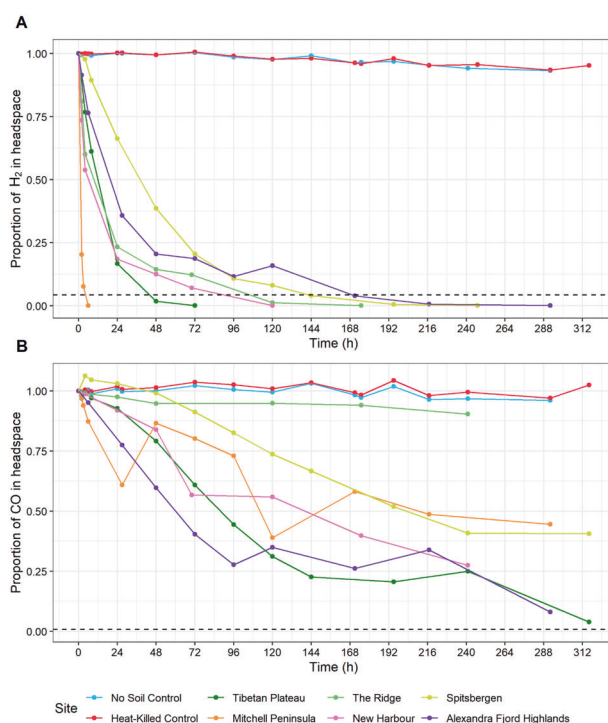 A
Proportion of H2 in headspace
1.00
0.75
0.50
0.25
0.00
0 24 48 72 96 120 144 168 192 216 240 264 288 312
Time (h)
B
Proportion of CO in headspace
1.00
0.75
0.50
0.25
0.00
0 24 48 72 96 120 144 168 192 216 240 264 288 312
Time (h)
Site
No Soil Control Tibetan Plateau The Ridge Spitsbergen
Heat-Killed Control Mitchell Peninsula New Harbour Alexandra Fjord Highlands